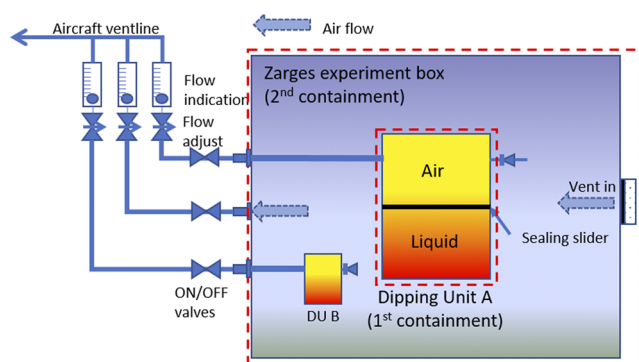 Aircraft ventline
Air flow
Zarges experiment box
(2nd containment)
Flow
indication
Flow
adjust
Air
Vent in
Liquid
Sealing slider
ON/OFF
valves
DU B
Dipping Unit A
(1st containment)